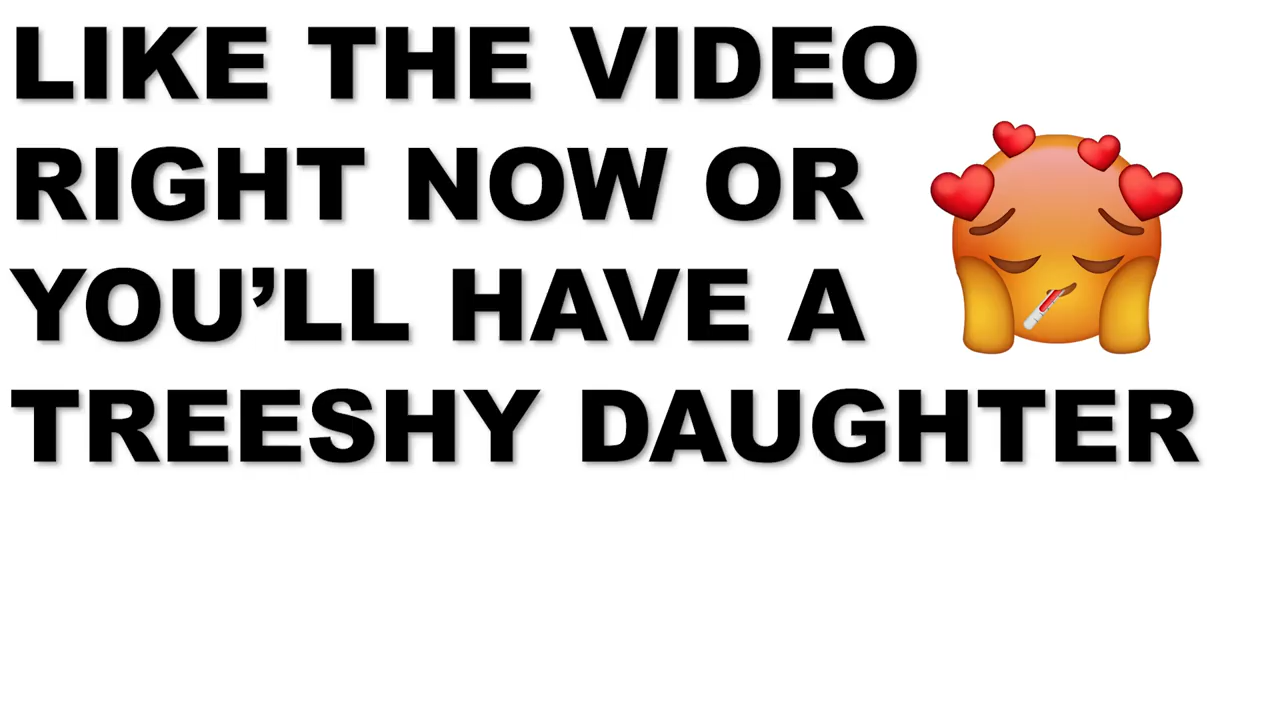 LIKE THE VIDEO
RIGHT NOW OR
YOU’LL HAVE A
TREESHY DAUGHTER